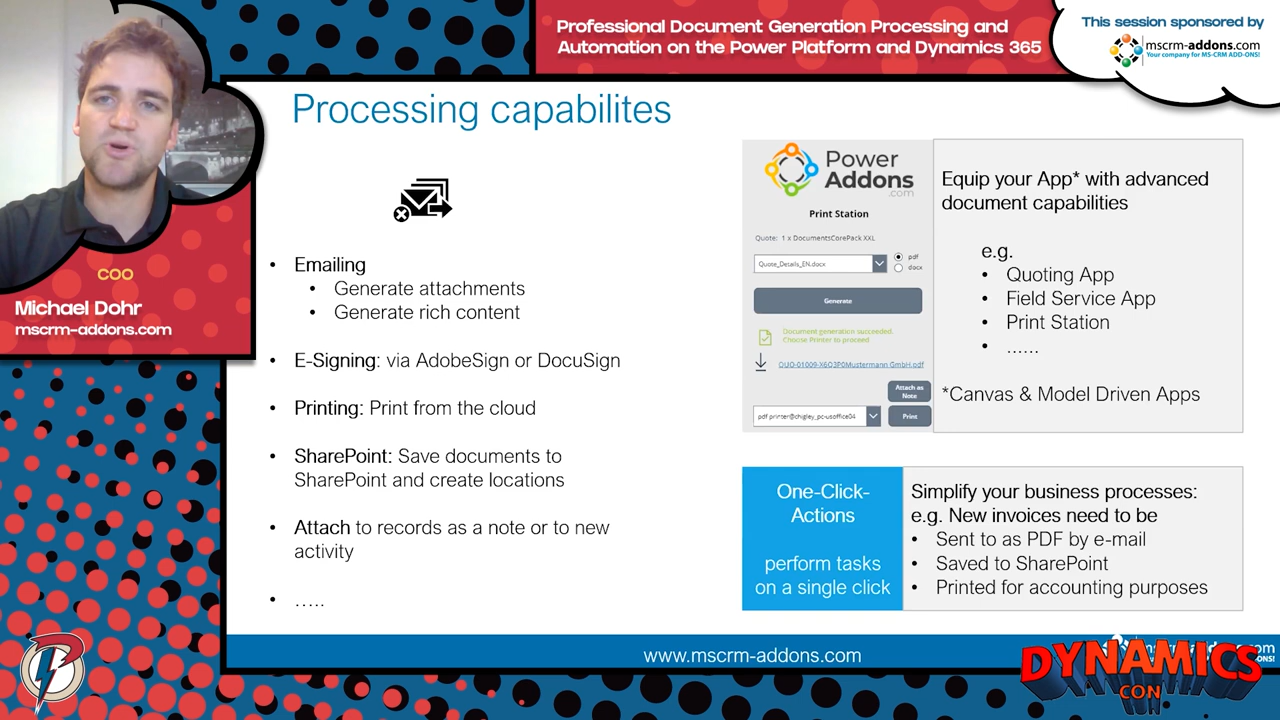 Professional Document Generation Processing and
Automation on the Power Platform and Dynamics 365
This session sponsored by
mscrm-addons.com
Your company for MS-CRM ADD-ONS!
COO
Michael Dohr
mscrm-addons.com
Processing capabilites
• Emailing
• Generate attachments
• Generate rich content
• E-Signing: via AdobeSign or DocuSign
• Printing: Print from the cloud
• SharePoint: Save documents to
SharePoint and create locations
• Attach to records as a note or to new
activity
• .....
Power
Addons
.com
Print Station
Quote: 1 x DocumentsCorePack XXL
Quote_Details_EN.docx
pdf
docx
Generate
Document generation succeeded.
Choose Printer to proceed
QUO-01009-X6Q3P0Mustermann GmbH.pdf
Attach as
Note
pdf printer@chigley_pc-usoffice04
Print
Equip your App* with advanced
document capabilities
e.g.
• Quoting App
• Field Service App
• Print Station
• ......
*Canvas & Model Driven Apps
One-Click-
Actions
perform tasks
on a single click
Simplify your business processes:
e.g. New invoices need to be
• Sent to as PDF by e-mail
• Saved to SharePoint
• Printed for accounting purposes
www.mscrm-addons.com
DYNAMICS
CON